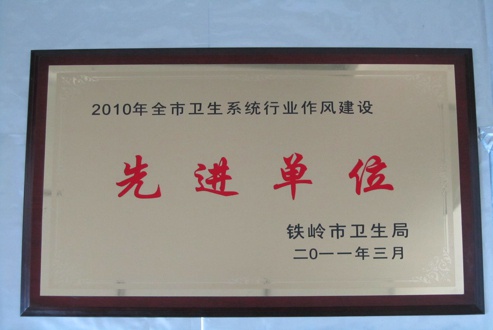 2010年全市卫生系统行业作风建设
先进单位
铁岭市卫生局
二0一一年三月